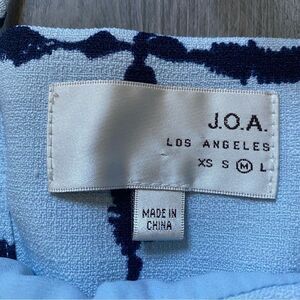 J.O.A.
LOS ANGELES
XS S M L
MADE IN
CHINA